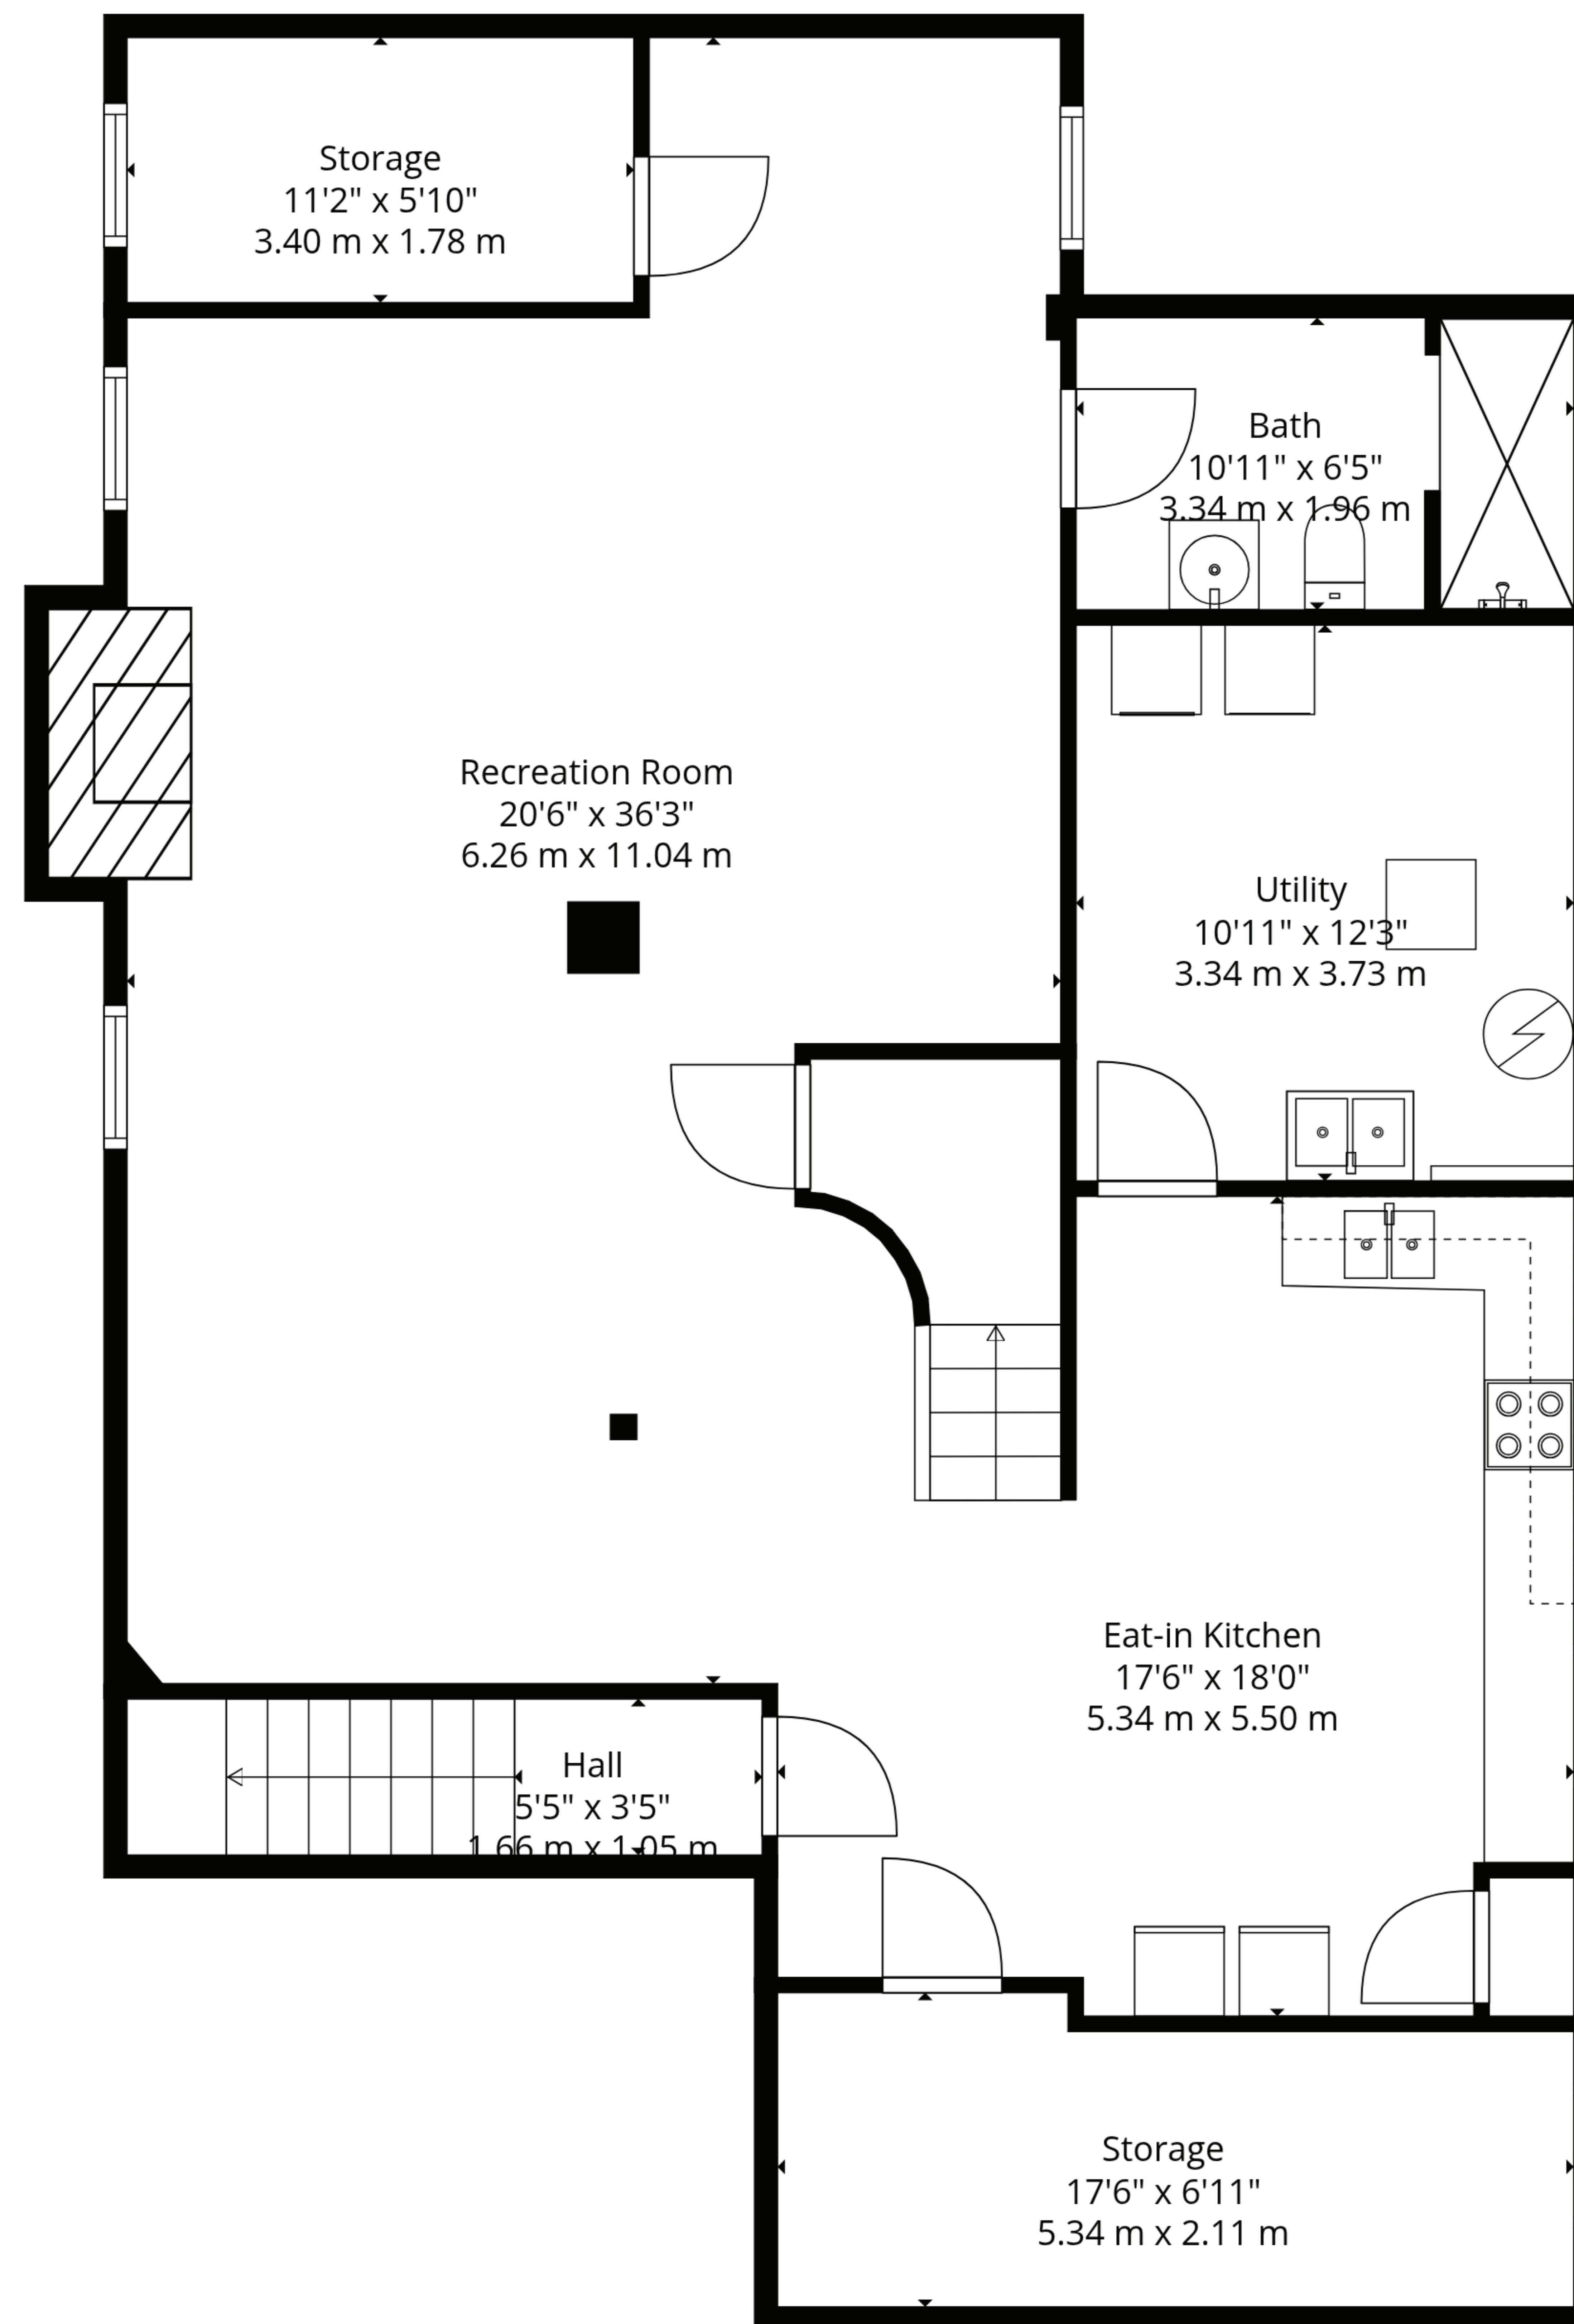 Storage
11'2" x 5'10"
3.40 m x 1.78 m
Bath
10'11" x 6'5"
3.34 m x 1.96 m
Recreation Room
20'6" x 36'3"
6.26 m x 11.04 m
Utility
10'11" x 12'3"
3.34 m x 3.73 m
Eat-in Kitchen
17'6" x 18'0"
5.34 m x 5.50 m
Hall
5'5" x 3'5"
1.66 m x 1.05 m
Storage
17'6" x 6'11"
5.34 m x 2.11 m